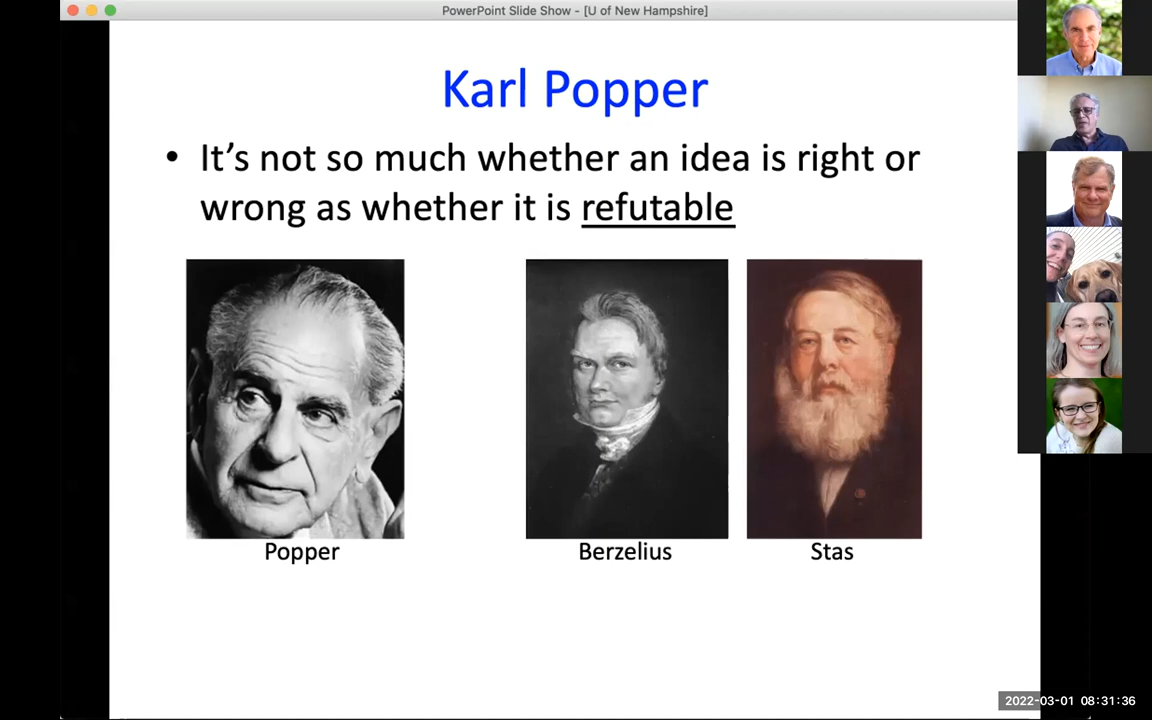 PowerPoint Slide Show - [U of New Hampshire]
Karl Popper
• It's not so much whether an idea is right or
wrong as whether it is refutable
Popper
Berzelius
Stas
2022-03-01 08:31:36